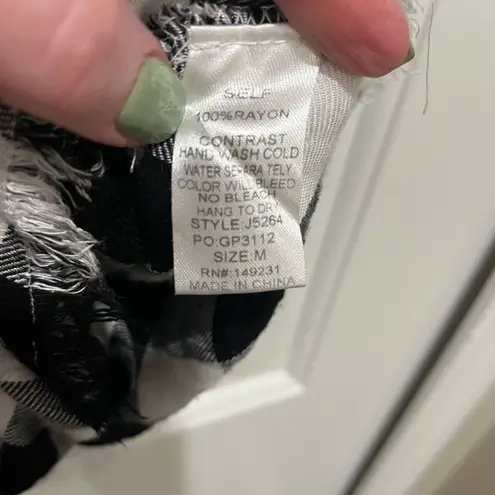 SELF
100%RAYON
CONTRAST
HAND WASH COLD
WATER SEPARA TELY
COLOR WILL BLEED
NO BLEACH
HANG TO DRY
STYLE:J5264
PO:GP3112
SIZE:M
RN#:149231
MADE IN CHINA